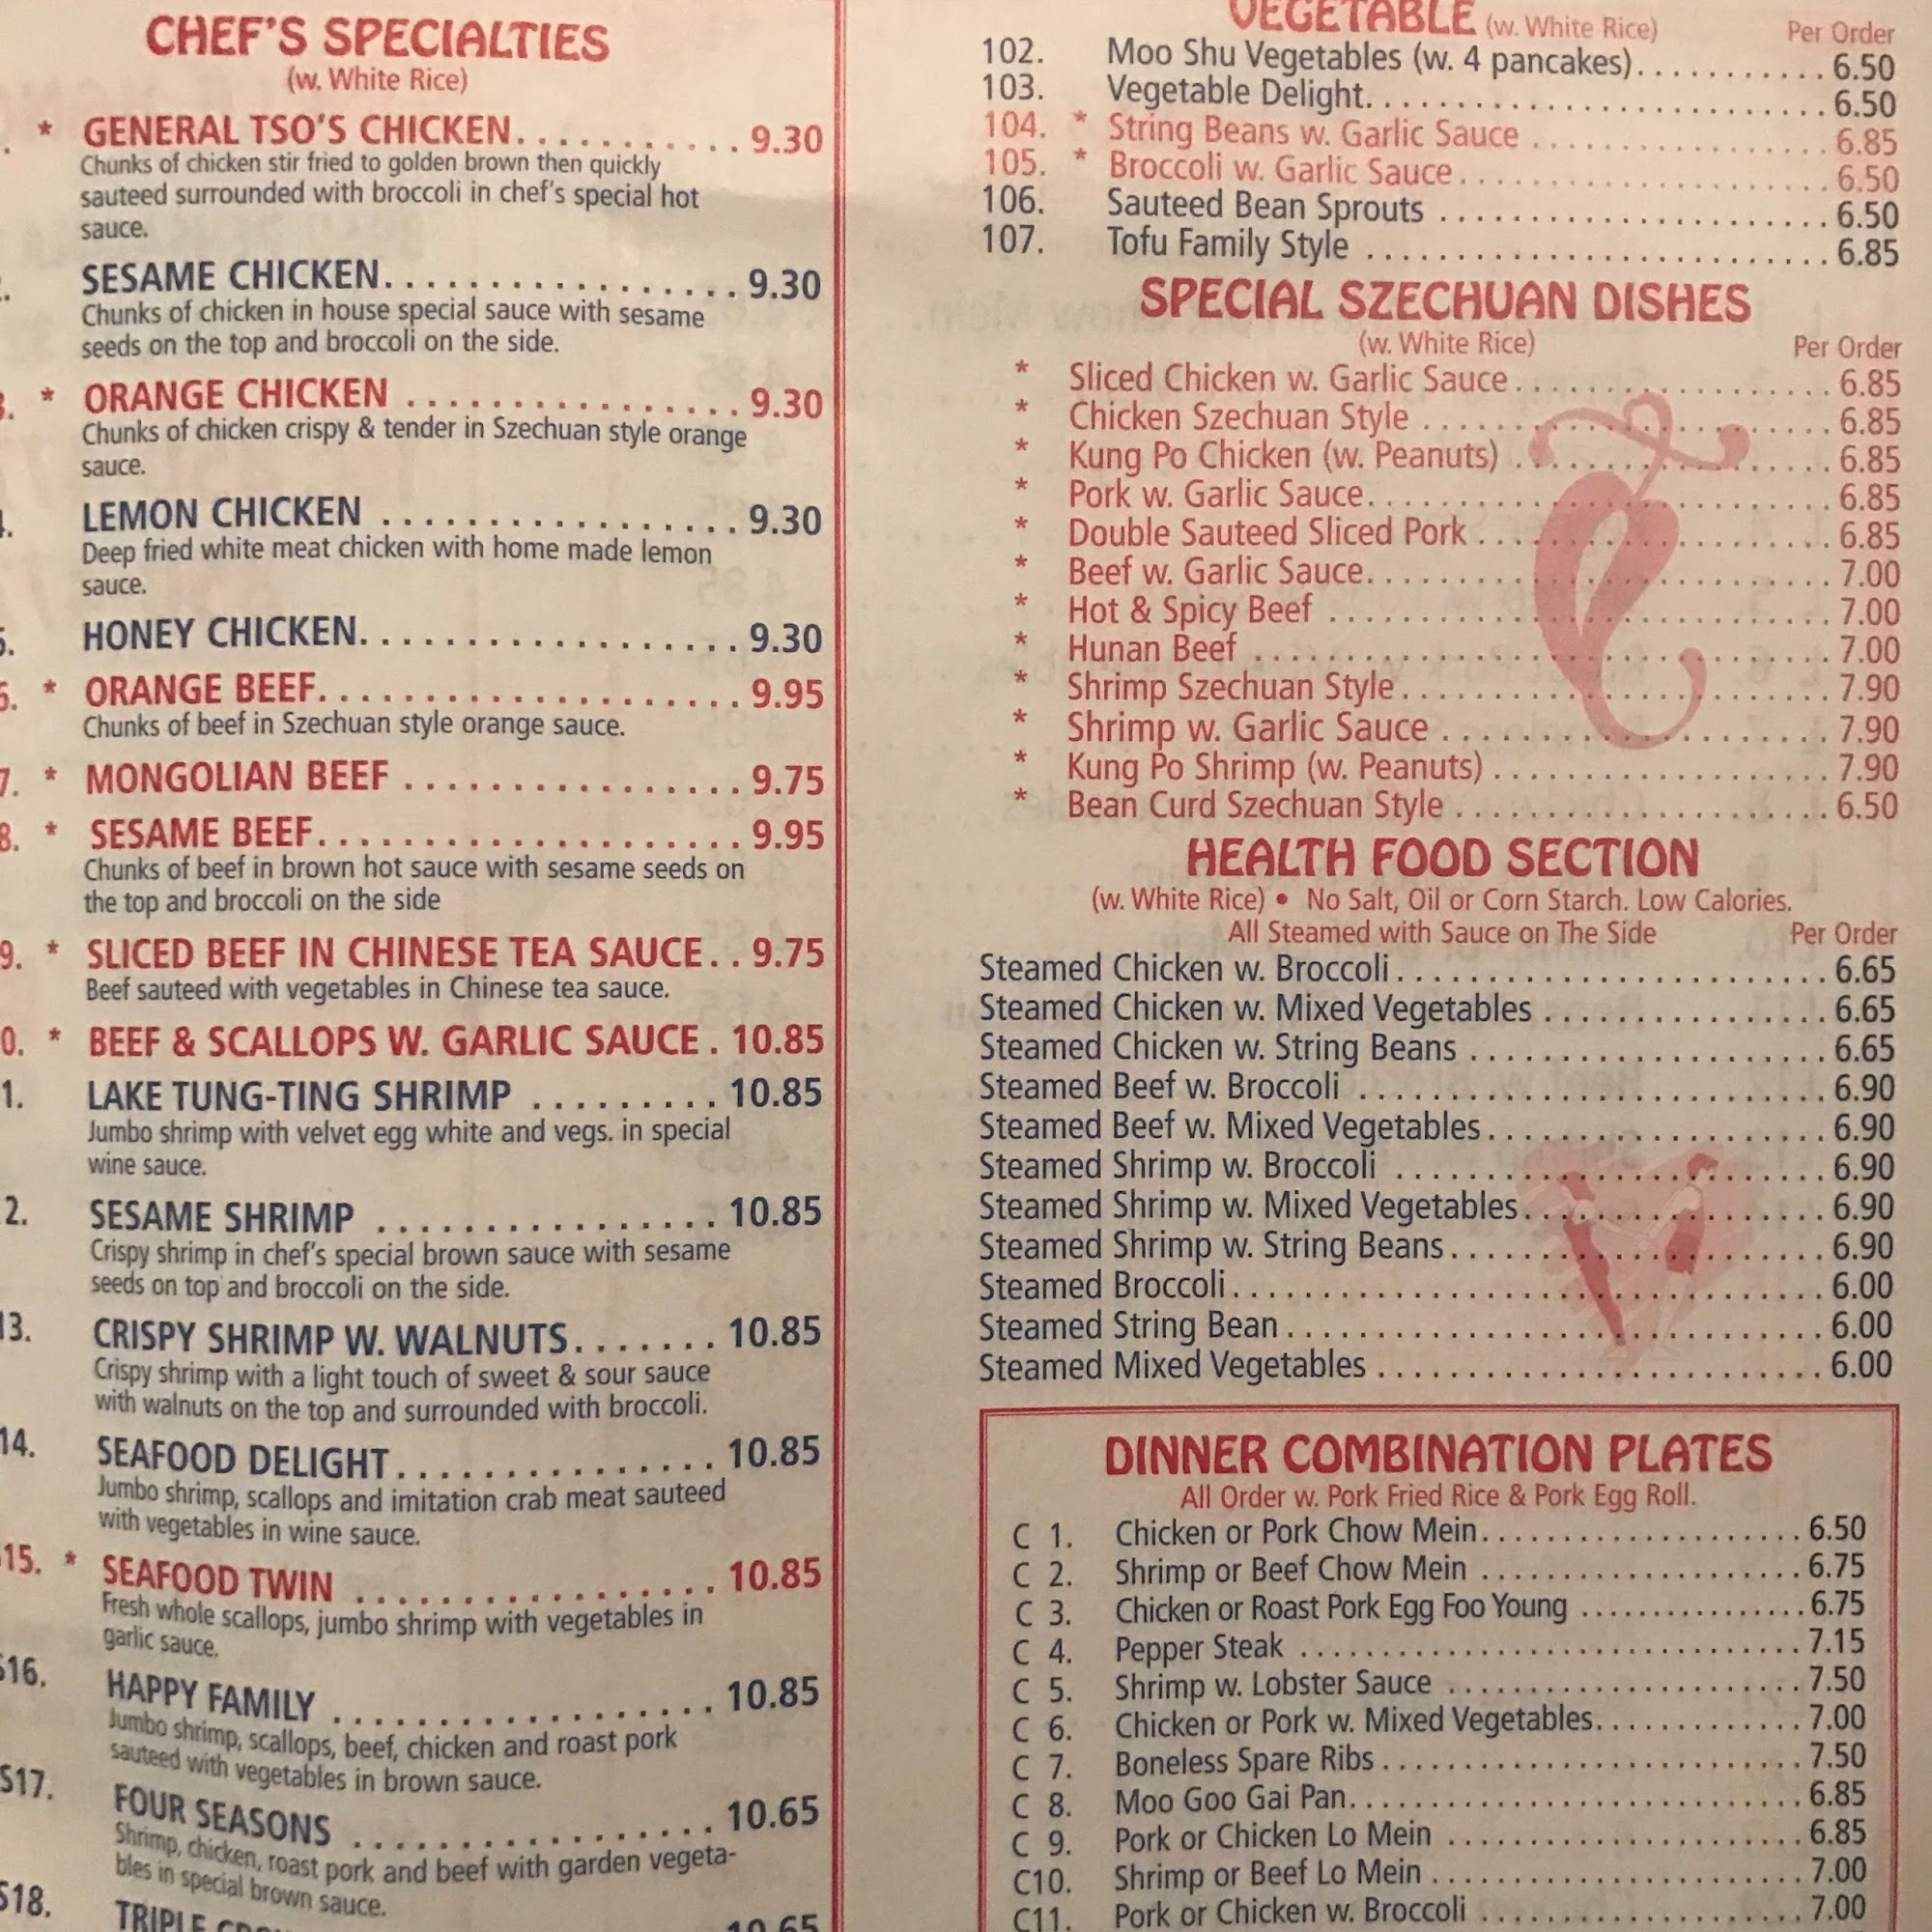 CHEF'S SPECIALTIES
(w. White Rice)
* GENERAL TSO'S CHICKEN. . . . . . . . . . . 9.30
Chunks of chicken stir fried to golden brown then quickly
sauteed surrounded with broccoli in chef's special hot
sauce.
SESAME CHICKEN. . . . . . . . . . . . . . . . . 9.30
Chunks of chicken in house special sauce with sesame
seeds on the top and broccoli on the side.
* ORANGE CHICKEN . . . . . . . . . . . . . . . . 9.30
Chunks of chicken crispy & tender in Szechuan style orange
sauce.
LEMON CHICKEN . . . . . . . . . . . . . . . . . 9.30
Deep fried white meat chicken with home made lemon
sauce.
HONEY CHICKEN. . . . . . . . . . . . . . . . . . 9.30
* ORANGE BEEF. . . . . . . . . . . . . . . . . . . . 9.95
Chunks of beef in Szechuan style orange sauce.
7. * MONGOLIAN BEEF . . . . . . . . . . . . . . . . 9.75
8. * SESAME BEEF. . . . . . . . . . . . . . . . . . . . 9.95
Chunks of beef in brown hot sauce with sesame seeds on
the top and broccoli on the side
9. * SLICED BEEF IN CHINESE TEA SAUCE. . 9.75
Beef sauteed with vegetables in Chinese tea sauce.
0. * BEEF & SCALLOPS W. GARLIC SAUCE . 10.85
1. LAKE TUNG-TING SHRIMP . . . . . . . . . 10.85
Jumbo shrimp with velvet egg white and vegs. in special
wine sauce.
2. SESAME SHRIMP . . . . . . . . . . . . . . . . 10.85
Crispy shrimp in chef's special brown sauce with sesame
seeds on top and broccoli on the side.
13. CRISPY SHRIMP W. WALNUTS. . . . . . . 10.85
Crispy shrimp with a light touch of sweet & sour sauce
with walnuts on the top and surrounded with broccoli.
14. SEAFOOD DELIGHT. . . . . . . . . . . . . . . 10.85
Jumbo shrimp, scallops and imitation crab meat sauteed
with vegetables in wine sauce.
15. * SEAFOOD TWIN . . . . . . . . . . . . . . . . . 10.85
Fresh whole scallops, jumbo shrimp with vegetables in
garlic sauce.
S16. HAPPY FAMILY . . . . . . . . . . . . . . . . . . 10.85
Jumbo shrimp, scallops, beef, chicken and roast pork
sauteed with vegetables in brown sauce.
S17. FOUR SEASONS . . . . . . . . . . . . . . . . . 10.65
Shrimp, chicken, roast pork and beef with garden vegeta-
bles in special brown sauce.
S18. TRIPLE 10.65
VEGETABLE (w. White Rice) Per Order
102. Moo Shu Vegetables (w. 4 pancakes). . . . . . . . . . . 6.50
103. Vegetable Delight. . . . . . . . . . . . . . . . . . . . . . . . . . 6.50
104. * String Beans w. Garlic Sauce . . . . . . . . . . . . . . . . . 6.85
105. * Broccoli w. Garlic Sauce. . . . . . . . . . . . . . . . . . . . . 6.50
106. Sauteed Bean Sprouts . . . . . . . . . . . . . . . . . . . . . . 6.50
107. Tofu Family Style . . . . . . . . . . . . . . . . . . . . . . . . . . 6.85
SPECIAL SZECHUAN DISHES
(w. White Rice) Per Order
* Sliced Chicken w. Garlic Sauce. . . . . . . . . . . . . . . . . . 6.85
* Chicken Szechuan Style . . . . . . . . . . . . . . . . . . . . . . . 6.85
* Kung Po Chicken (w. Peanuts) . . . . . . . . . . . . . . . . . . 6.85
* Pork w. Garlic Sauce. . . . . . . . . . . . . . . . . . . . . . . . . . 6.85
* Double Sauteed Sliced Pork . . . . . . . . . . . . . . . . . . . . 6.85
* Beef w. Garlic Sauce. . . . . . . . . . . . . . . . . . . . . . . . . . 7.00
* Hot & Spicy Beef . . . . . . . . . . . . . . . . . . . . . . . . . . . . 7.00
* Hunan Beef . . . . . . . . . . . . . . . . . . . . . . . . . . . . . . . . 7.00
* Shrimp Szechuan Style. . . . . . . . . . . . . . . . . . . . . . . . 7.90
* Shrimp w. Garlic Sauce . . . . . . . . . . . . . . . . . . . . . . . 7.90
* Kung Po Shrimp (w. Peanuts) . . . . . . . . . . . . . . . . . . . 7.90
* Bean Curd Szechuan Style . . . . . . . . . . . . . . . . . . . . . 6.50
HEALTH FOOD SECTION
(w. White Rice) • No Salt, Oil or Corn Starch. Low Calories.
All Steamed with Sauce on The Side Per Order
Steamed Chicken w. Broccoli. . . . . . . . . . . . . . . . . . . . . . . . 6.65
Steamed Chicken w. Mixed Vegetables . . . . . . . . . . . . . . . . 6.65
Steamed Chicken w. String Beans . . . . . . . . . . . . . . . . . . . . 6.65
Steamed Beef w. Broccoli . . . . . . . . . . . . . . . . . . . . . . . . . . 6.90
Steamed Beef w. Mixed Vegetables. . . . . . . . . . . . . . . . . . . 6.90
Steamed Shrimp w. Broccoli . . . . . . . . . . . . . . . . . . . . . . . . 6.90
Steamed Shrimp w. Mixed Vegetables. . . . . . . . . . . . . . . . . 6.90
Steamed Shrimp w. String Beans. . . . . . . . . . . . . . . . . . . . . 6.90
Steamed Broccoli. . . . . . . . . . . . . . . . . . . . . . . . . . . . . . . . . 6.00
Steamed String Bean. . . . . . . . . . . . . . . . . . . . . . . . . . . . . . 6.00
Steamed Mixed Vegetables . . . . . . . . . . . . . . . . . . . . . . . . . 6.00
DINNER COMBINATION PLATES
All Order w. Pork Fried Rice & Pork Egg Roll.
C 1. Chicken or Pork Chow Mein. . . . . . . . . . . . . . . . . . . . 6.50
C 2. Shrimp or Beef Chow Mein . . . . . . . . . . . . . . . . . . . . 6.75
C 3. Chicken or Roast Pork Egg Foo Young . . . . . . . . . . . . . . 6.75
C 4. Pepper Steak . . . . . . . . . . . . . . . . . . . . . . . . . . . . . . . 7.15
C 5. Shrimp w. Lobster Sauce . . . . . . . . . . . . . . . . . . . . . . 7.50
C 6. Chicken or Pork w. Mixed Vegetables. . . . . . . . . . . . . 7.00
C 7. Boneless Spare Ribs . . . . . . . . . . . . . . . . . . . . . . . . . . 7.50
C 8. Moo Goo Gai Pan. . . . . . . . . . . . . . . . . . . . . . . . . . . . 6.85
C 9. Pork or Chicken Lo Mein . . . . . . . . . . . . . . . . . . . . . . 6.85
C10. Shrimp or Beef Lo Mein . . . . . . . . . . . . . . . . . . . . . . . 7.00
C11. Pork or Chicken w. Broccoli . . . . . . . . . . . . . . . . . . . . 7.00